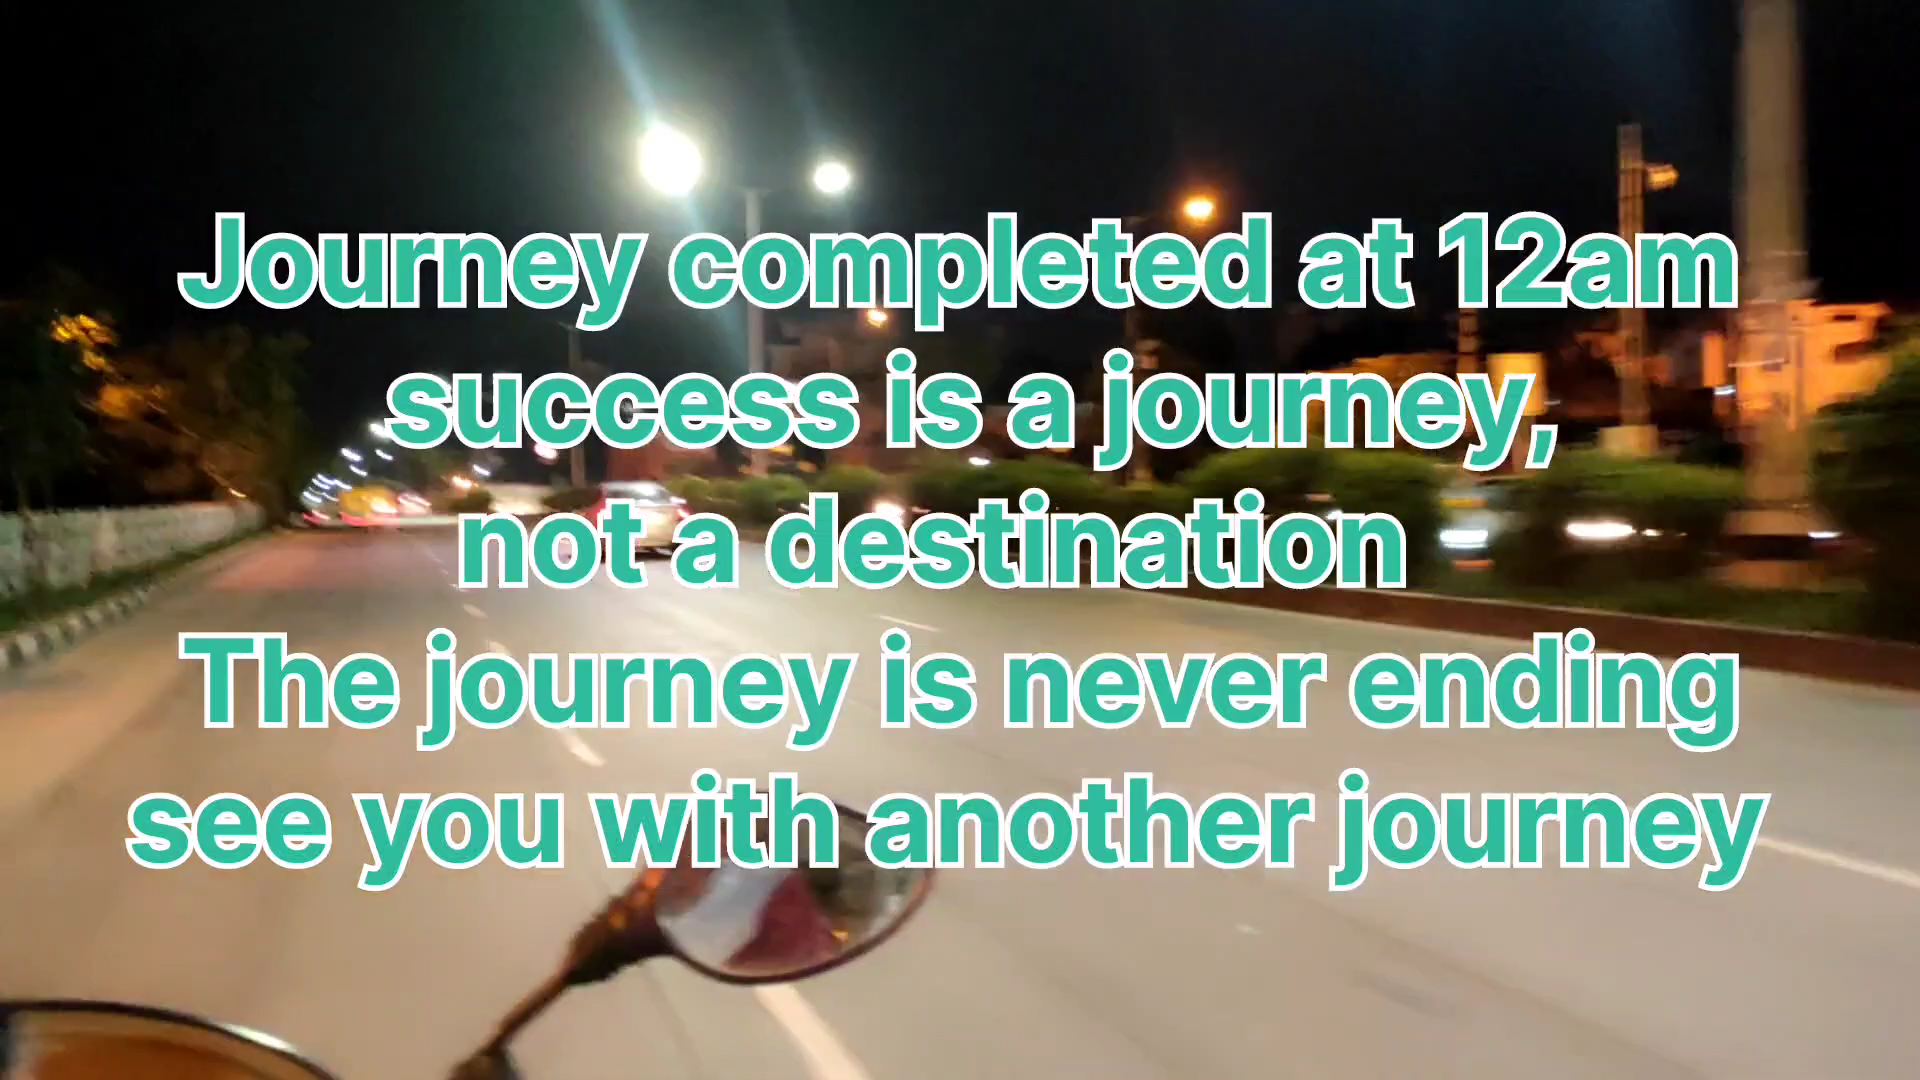 Journey completed at 12am
success is a journey,
not a destination
The journey is never ending
see you with another journey